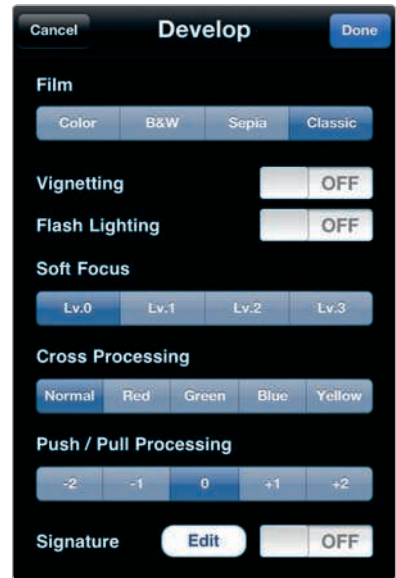 Cancel Develop Done
Film
Color B&W Sepia Classic
Vignetting OFF
Flash Lighting OFF
Soft Focus
Lv.0 Lv.1 Lv.2 Lv.3
Cross Processing
Normal Red Green Blue Yellow
Push / Pull Processing
-2 -1 0 +1 +2
Signature Edit OFF